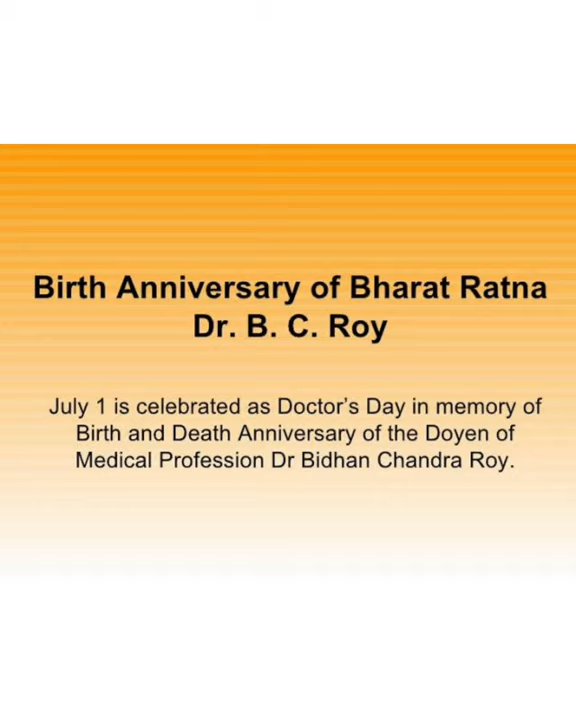 Birth Anniversary of Bharat Ratna
Dr. B. C. Roy
July 1 is celebrated as Doctor’s Day in memory of
Birth and Death Anniversary of the Doyen of
Medical Profession Dr Bidhan Chandra Roy.